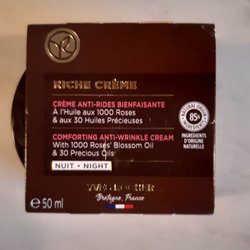 YR
RICHE CRÈME
CRÈME ANTI-RIDES BIENFAISANTE
À l'Huile aux 1000 Roses
& aux 30 Huiles Précieuses
COMFORTING ANTI-WRINKLE CREAM
With 1000 Roses' Blossom Oil
& 30 Precious Oils
NUIT • NIGHT
85%
INGRÉDIENTS
D'ORIGINE
NATURELLE
YVES ROCHER
Bretagne, France
℮ 50 ml